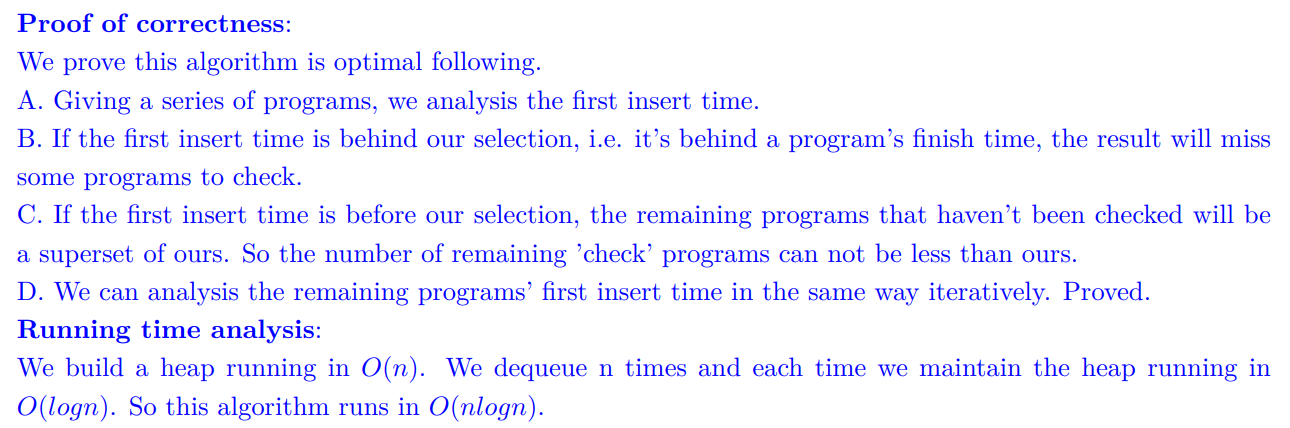 Proof of correctness:
We prove this algorithm is optimal following.
A. Giving a series of programs, we analysis the first insert time.
B. If the first insert time is behind our selection, i.e. it's behind a program's finish time, the result will miss
some programs to check.
C. If the first insert time is before our selection, the remaining programs that haven't been checked will be
a superset of ours. So the number of remaining 'check' programs can not be less than ours.
D. We can analysis the remaining programs' first insert time in the same way iteratively. Proved.
Running time analysis:
We build a heap running in O(n). We dequeue n times and each time we maintain the heap running in
O(logn). So this algorithm runs in O(nlogn).